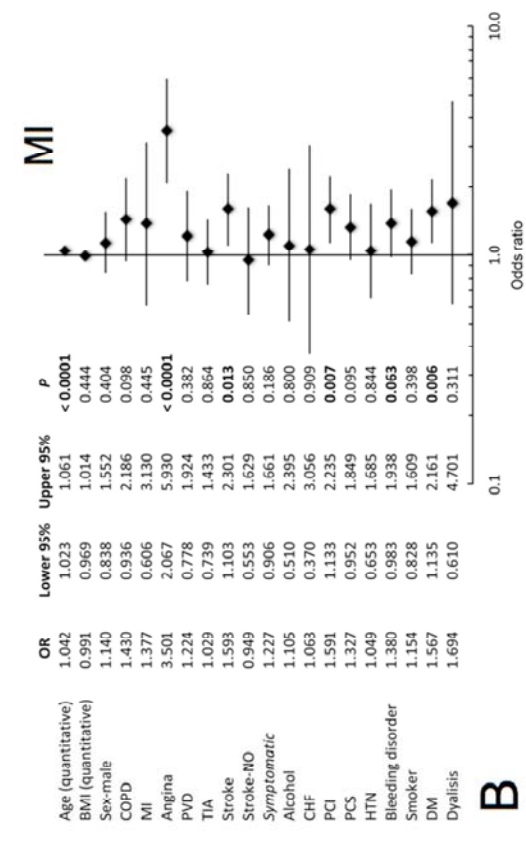 MI
OR Lower 95% Upper 95% P
Age (quantitative) 1.042 1.023 1.061 < 0.0001
BMI (quantitative) 0.991 0.969 1.014 0.444
Sex-male 1.140 0.838 1.552 0.404
COPD 1.430 0.936 2.186 0.098
MI 1.377 0.606 3.130 0.445
Angina 3.501 2.067 5.930 < 0.0001
PVD 1.224 0.778 1.924 0.382
TIA 1.029 0.739 1.433 0.864
Stroke 1.593 1.103 2.301 0.013
Stroke-NO 0.949 0.553 1.629 0.850
Symptomatic 1.227 0.906 1.661 0.186
Alcohol 1.105 0.510 2.395 0.800
CHF 1.063 0.370 3.056 0.909
PCI 1.591 1.133 2.235 0.007
PCS 1.327 0.952 1.849 0.095
HTN 1.049 0.653 1.685 0.844
Bleeding disorder 1.380 0.983 1.938 0.063
Smoker 1.154 0.828 1.609 0.398
DM 1.567 1.135 2.161 0.006
Dyalisis 1.694 0.610 4.701 0.311
0.1 1.0 10.0
Odds ratio
B